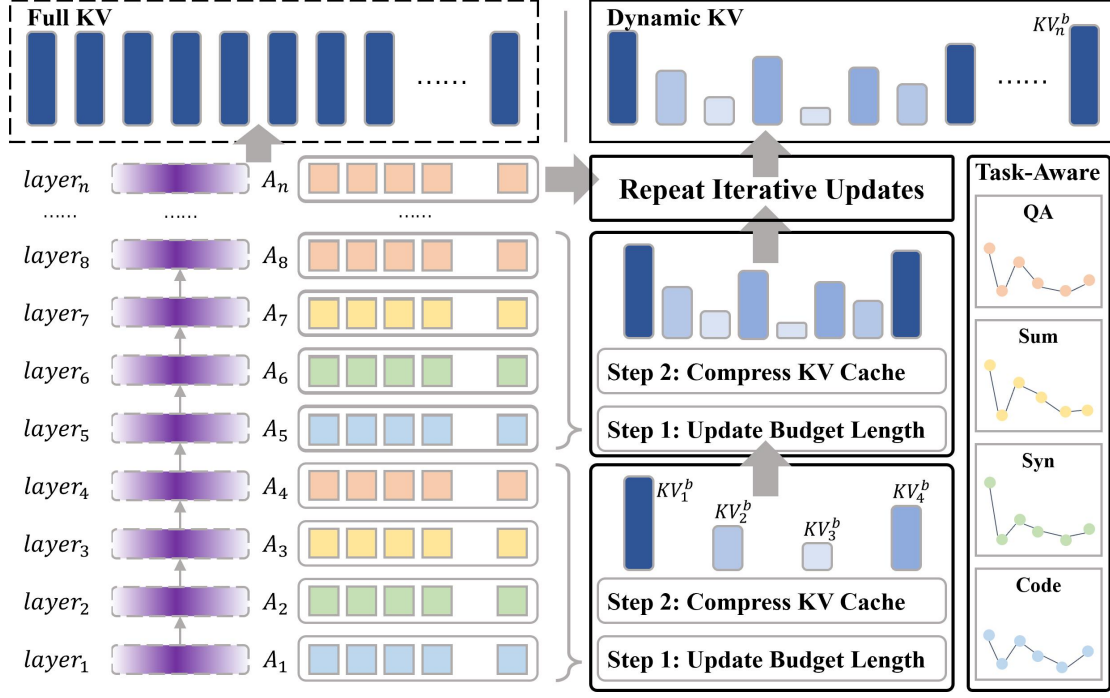 Full KV
……
Dynamic KV
KV_n^b
……
layer_n
A_n
……
……
……
layer_8
A_8
layer_7
A_7
layer_6
A_6
layer_5
A_5
layer_4
A_4
layer_3
A_3
layer_2
A_2
layer_1
A_1
Repeat Iterative Updates
Step 2: Compress KV Cache
Step 1: Update Budget Length
KV_1^b
KV_2^b
KV_3^b
KV_4^b
Step 2: Compress KV Cache
Step 1: Update Budget Length
Task-Aware
QA
Sum
Syn
Code